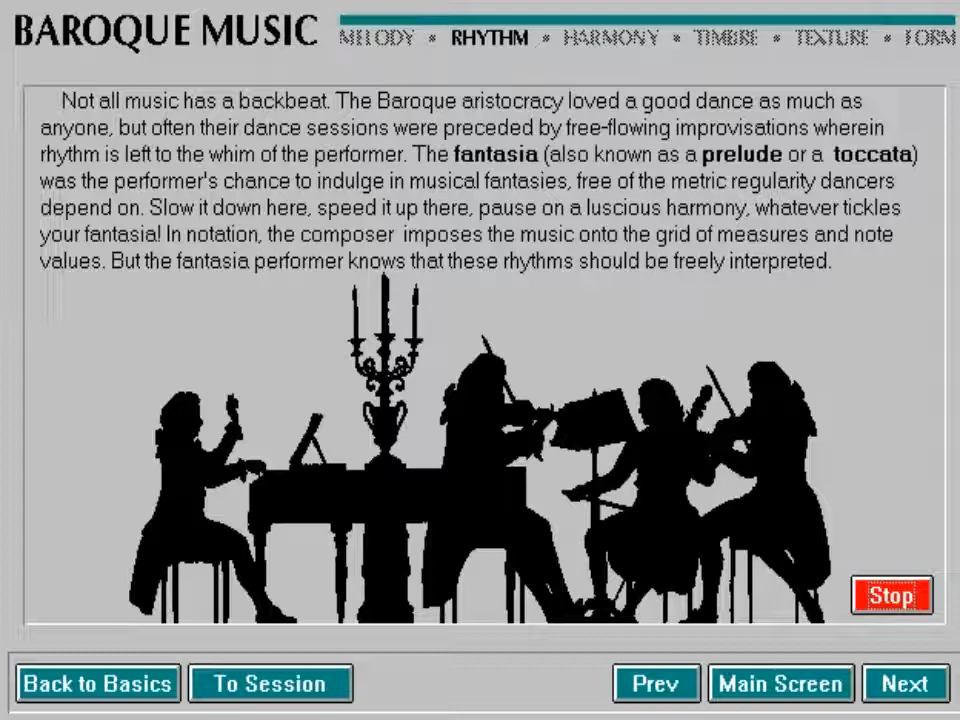 BAROQUE MUSIC
MELODY * RHYTHM * HARMONY * TIMBRE * TEXTURE * FORM
Not all music has a backbeat. The Baroque aristocracy loved a good dance as much as
anyone, but often their dance sessions were preceded by free-flowing improvisations wherein
rhythm is left to the whim of the performer. The fantasia (also known as a prelude or a toccata)
was the performer's chance to indulge in musical fantasies, free of the metric regularity dancers
depend on. Slow it down here, speed it up there, pause on a luscious harmony, whatever tickles
your fantasia! In notation, the composer imposes the music onto the grid of measures and note
values. But the fantasia performer knows that these rhythms should be freely interpreted.
Stop
Back to Basics To Session Prev Main Screen Next